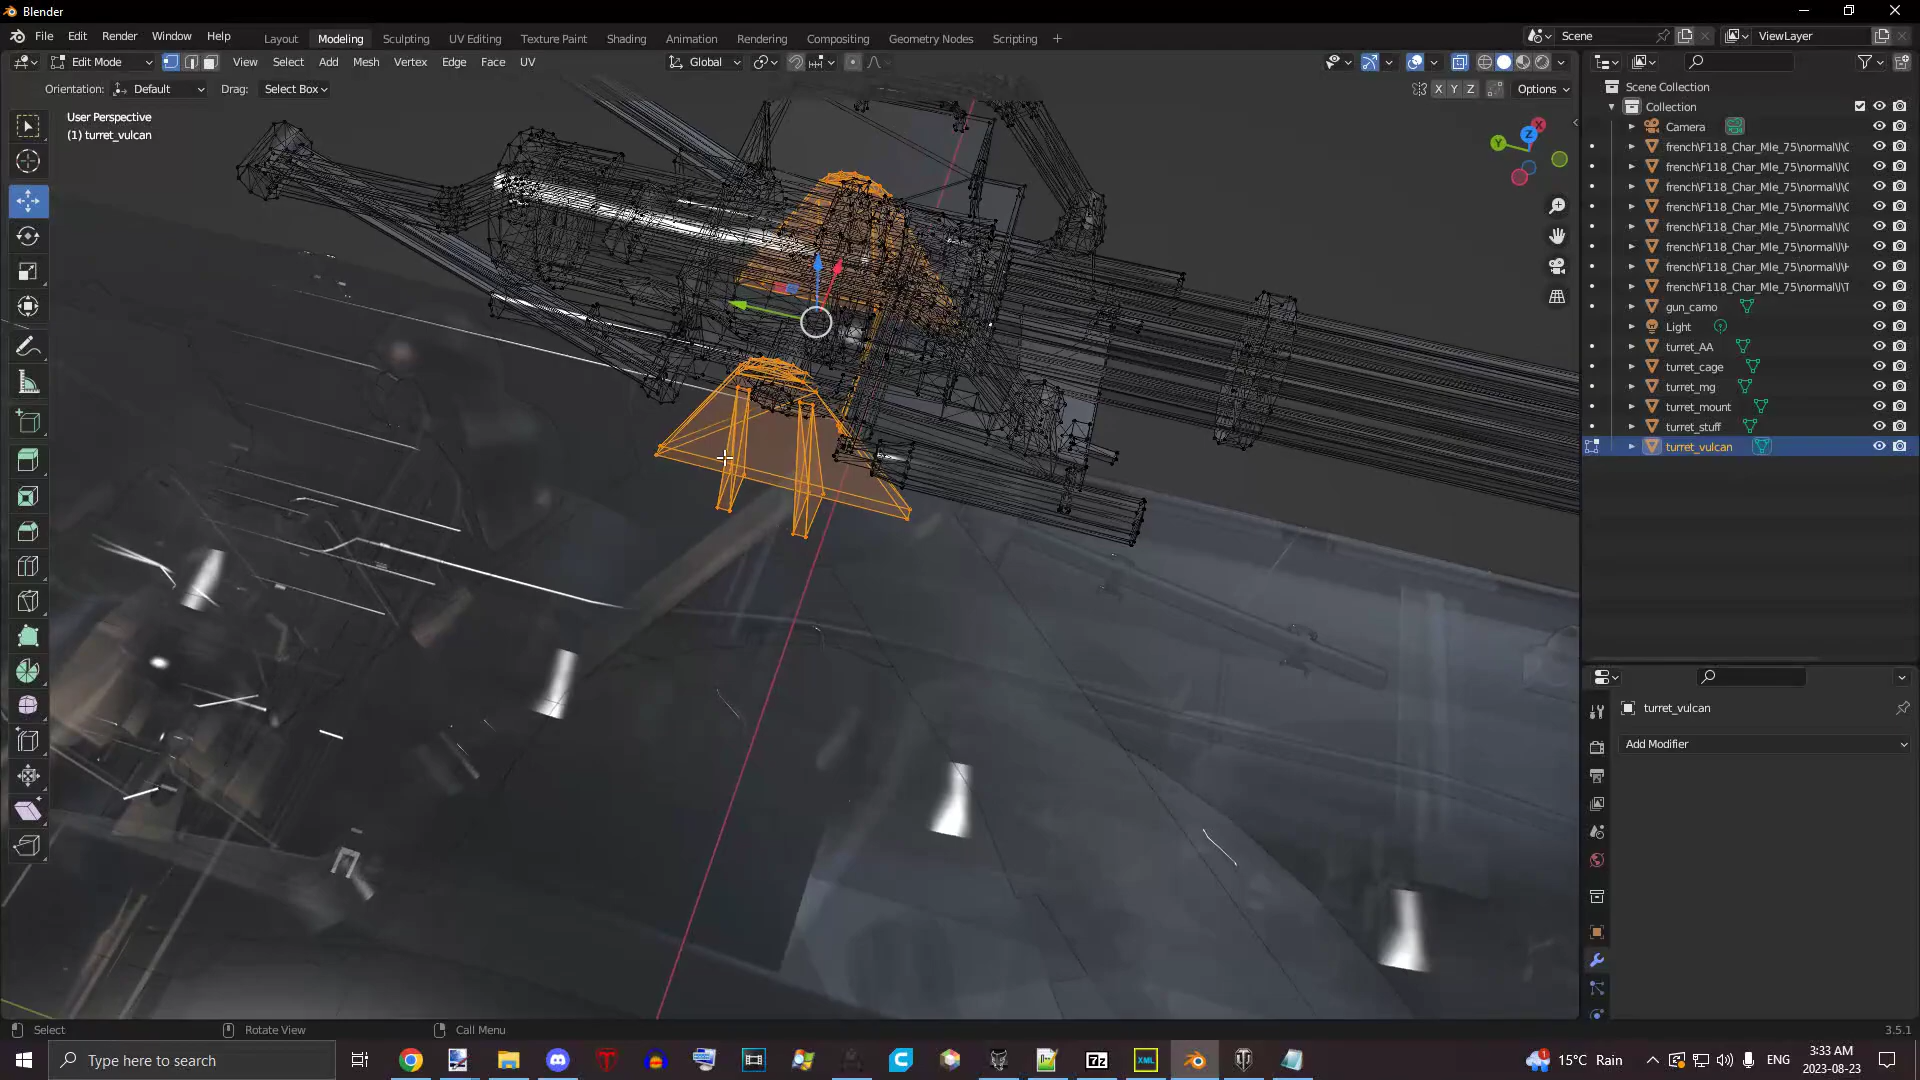 Blender
File Edit Render Window Help
Layout Modeling Sculpting UV Editing Texture Paint Shading Animation Rendering Compositing Geometry Nodes Scripting
Scene
ViewLayer
Edit Mode
View Select Add Mesh Vertex Edge Face UV
Global
Orientation: Default Drag: Select Box
X Y Z
Options
User Perspective
(1) turret_vulcan
X
Y
Z
Scene Collection
Collection
Camera
french\F118_Char_Mle_75\normal\l\C
french\F118_Char_Mle_75\normal\l\C
french\F118_Char_Mle_75\normal\l\C
french\F118_Char_Mle_75\normal\l\C
french\F118_Char_Mle_75\normal\l\C
french\F118_Char_Mle_75\normal\l\H
french\F118_Char_Mle_75\normal\l\H
french\F118_Char_Mle_75\normal\l\T
gun_camo
Light
turret_AA
turret_cage
turret_mg
turret_mount
turret_stuff
turret_vulcan
turret_vulcan
Add Modifier
Select
Rotate View
Call Menu
3.5.1
Type here to search
7z
XML
1
15°C Rain
ENG
3:33 AM
2023-08-23